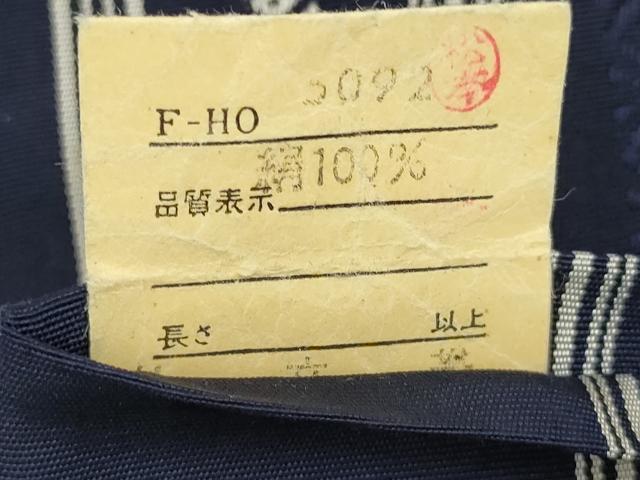 F-HO 5092
品質表示 絹100%
長さ 以上